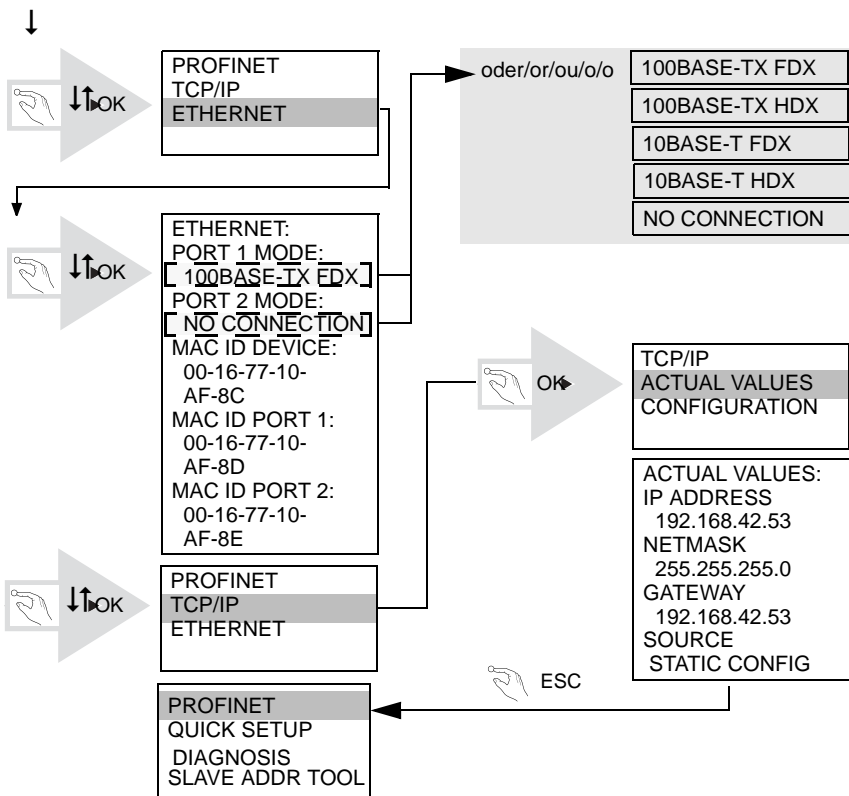 ↓
↓↑▸OK
PROFINET
TCP/IP
ETHERNET
oder/or/ou/o/o
100BASE-TX FDX
100BASE-TX HDX
10BASE-T FDX
10BASE-T HDX
NO CONNECTION
↓↑▸OK
ETHERNET:
PORT 1 MODE:
[ 100BASE-TX FDX]
PORT 2 MODE:
[ NO CONNECTION]
MAC ID DEVICE:
00-16-77-10-
AF-8C
MAC ID PORT 1:
00-16-77-10-
AF-8D
MAC ID PORT 2:
00-16-77-10-
AF-8E
OK▸
TCP/IP
ACTUAL VALUES
CONFIGURATION
ACTUAL VALUES:
IP ADDRESS
192.168.42.53
NETMASK
255.255.255.0
GATEWAY
192.168.42.53
SOURCE
STATIC CONFIG
↓↑▸OK
PROFINET
TCP/IP
ETHERNET
ESC
PROFINET
QUICK SETUP
DIAGNOSIS
SLAVE ADDR TOOL